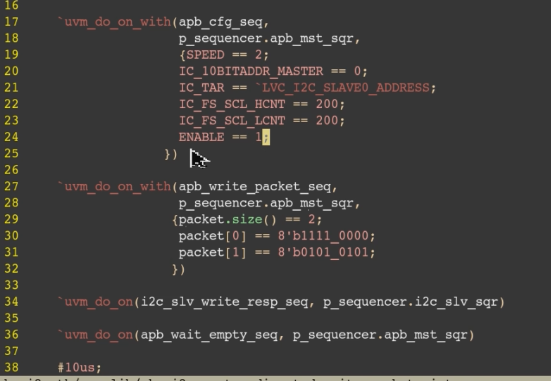 16
17 `uvm_do_on_with(apb_cfg_seq,
18 p_sequencer.apb_mst_sqr,
19 {SPEED == 2;
20 IC_10BITADDR_MASTER == 0;
21 IC_TAR == `LVC_I2C_SLAVE0_ADDRESS;
22 IC_FS_SCL_HCNT == 200;
23 IC_FS_SCL_LCNT == 200;
24 ENABLE == 1;
25 })
26
27 `uvm_do_on_with(apb_write_packet_seq,
28 p_sequencer.apb_mst_sqr,
29 {packet.size() == 2;
30 packet[0] == 8'b1111_0000;
31 packet[1] == 8'b0101_0101;
32 })
33
34 `uvm_do_on(i2c_slv_write_resp_seq, p_sequencer.i2c_slv_sqr)
35
36 `uvm_do_on(apb_wait_empty_seq, p_sequencer.apb_mst_sqr)
37
38 #10us;